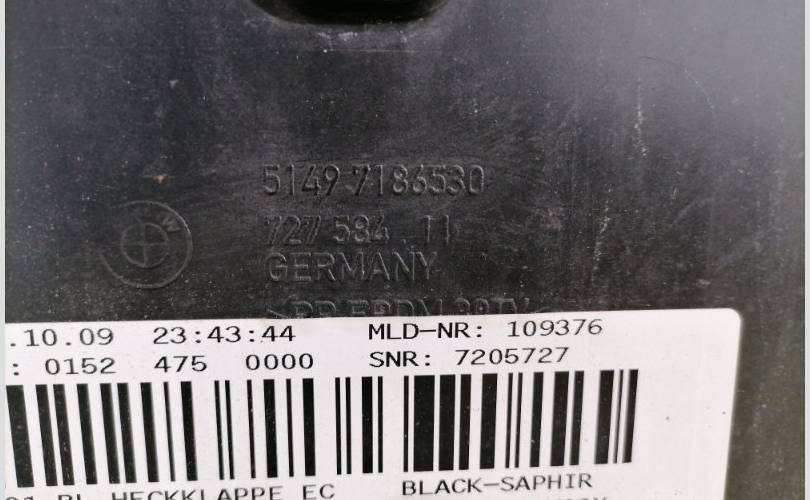 5149 7186530
727 584 11
GERMANY
.10.09 23:43:44 MLD-NR: 109376
: 0152 475 0000 SNR: 7205727
HECKKLAPPE EC BLACK-SAPHIR